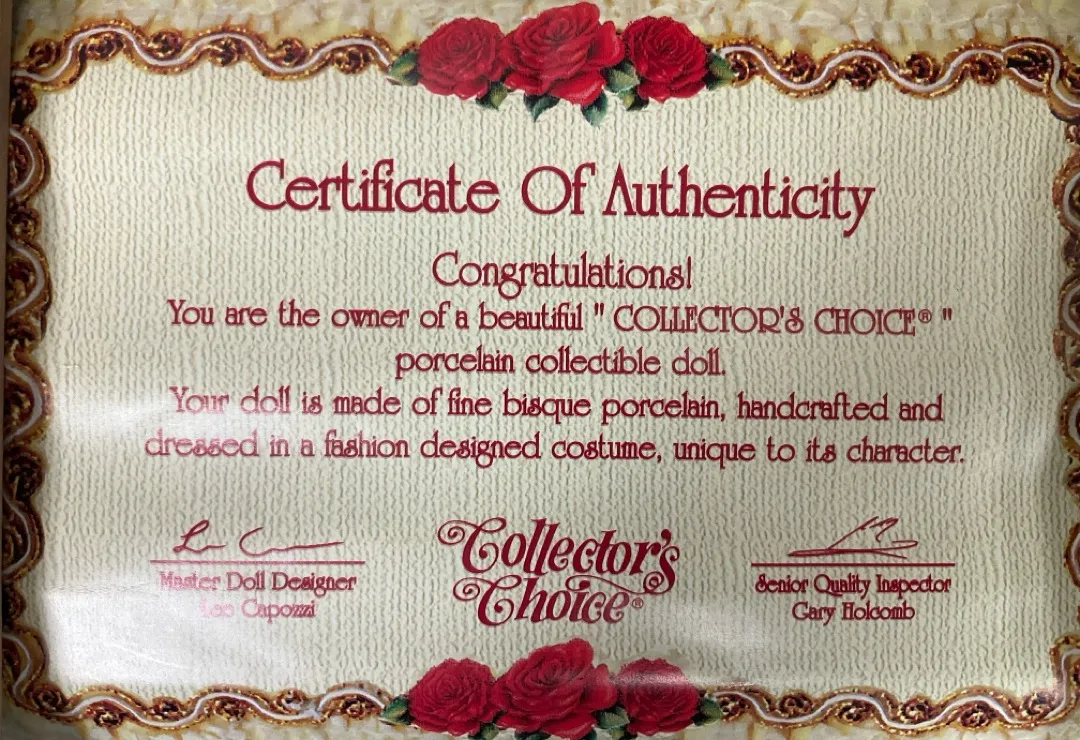 Certificate Of Authenticity
Congratulations!
You are the owner of a beautiful " COLLECTOR'S CHOICE® "
porcelain collectible doll.
Your doll is made of fine bisque porcelain, handcrafted and
dressed in a fashion designed costume, unique to its character.
Master Doll Designer
Lee Capozzi
Collector's
Choice®
Senior Quality Inspector
Gary Holcomb